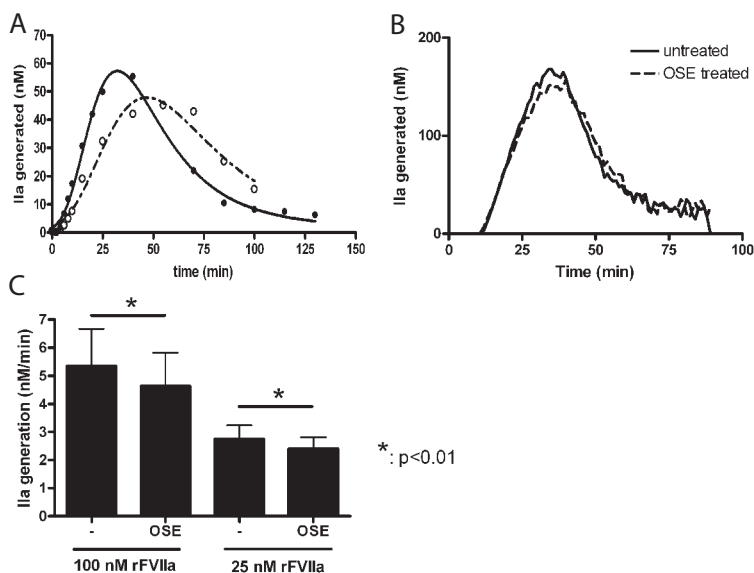 A
IIa generated (nM)
70
60
50
40
30
20
10
0
0 25 50 75 100 125 150
time (min)
B
IIa generated (nM)
200
100
0
0 25 50 75 100
Time (min)
untreated
OSE treated
C
IIa generation (nM/min)
7
6
5
4
3
2
1
0
*
*
- OSE - OSE
100 nM rFVIIa 25 nM rFVIIa
*: p<0.01